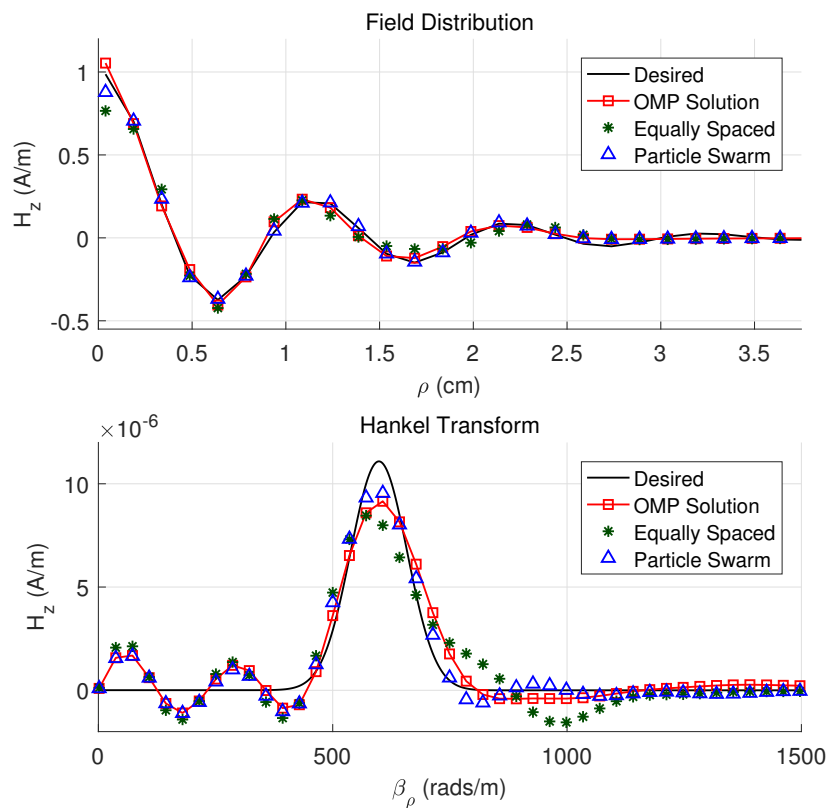 Field Distribution
1
0.5
0
-0.5
H_z (A/m)
0 0.5 1 1.5 2 2.5 3 3.5
ρ (cm)
Desired
OMP Solution
Equally Spaced
Particle Swarm
×10^-6
Hankel Transform
10
5
0
H_z (A/m)
0 500 1000 1500
β_ρ (rads/m)
Desired
OMP Solution
Equally Spaced
Particle Swarm